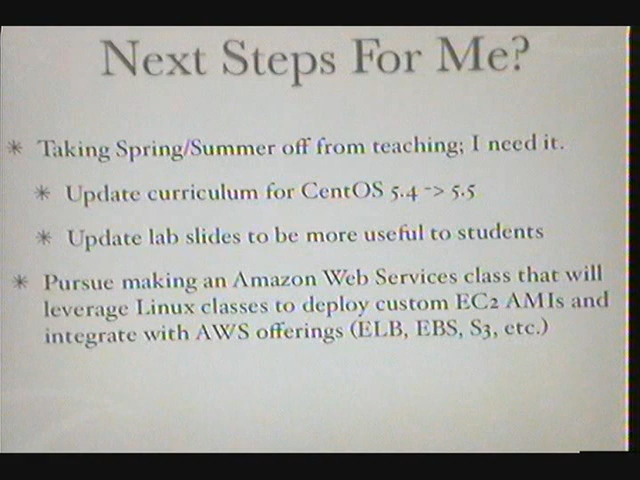 Next Steps For Me?
* Taking Spring/Summer off from teaching; I need it.
* Update curriculum for CentOS 5.4 -> 5.5
* Update lab slides to be more useful to students
* Pursue making an Amazon Web Services class that will
leverage Linux classes to deploy custom EC2 AMIs and
integrate with AWS offerings (ELB, EBS, S3, etc.)